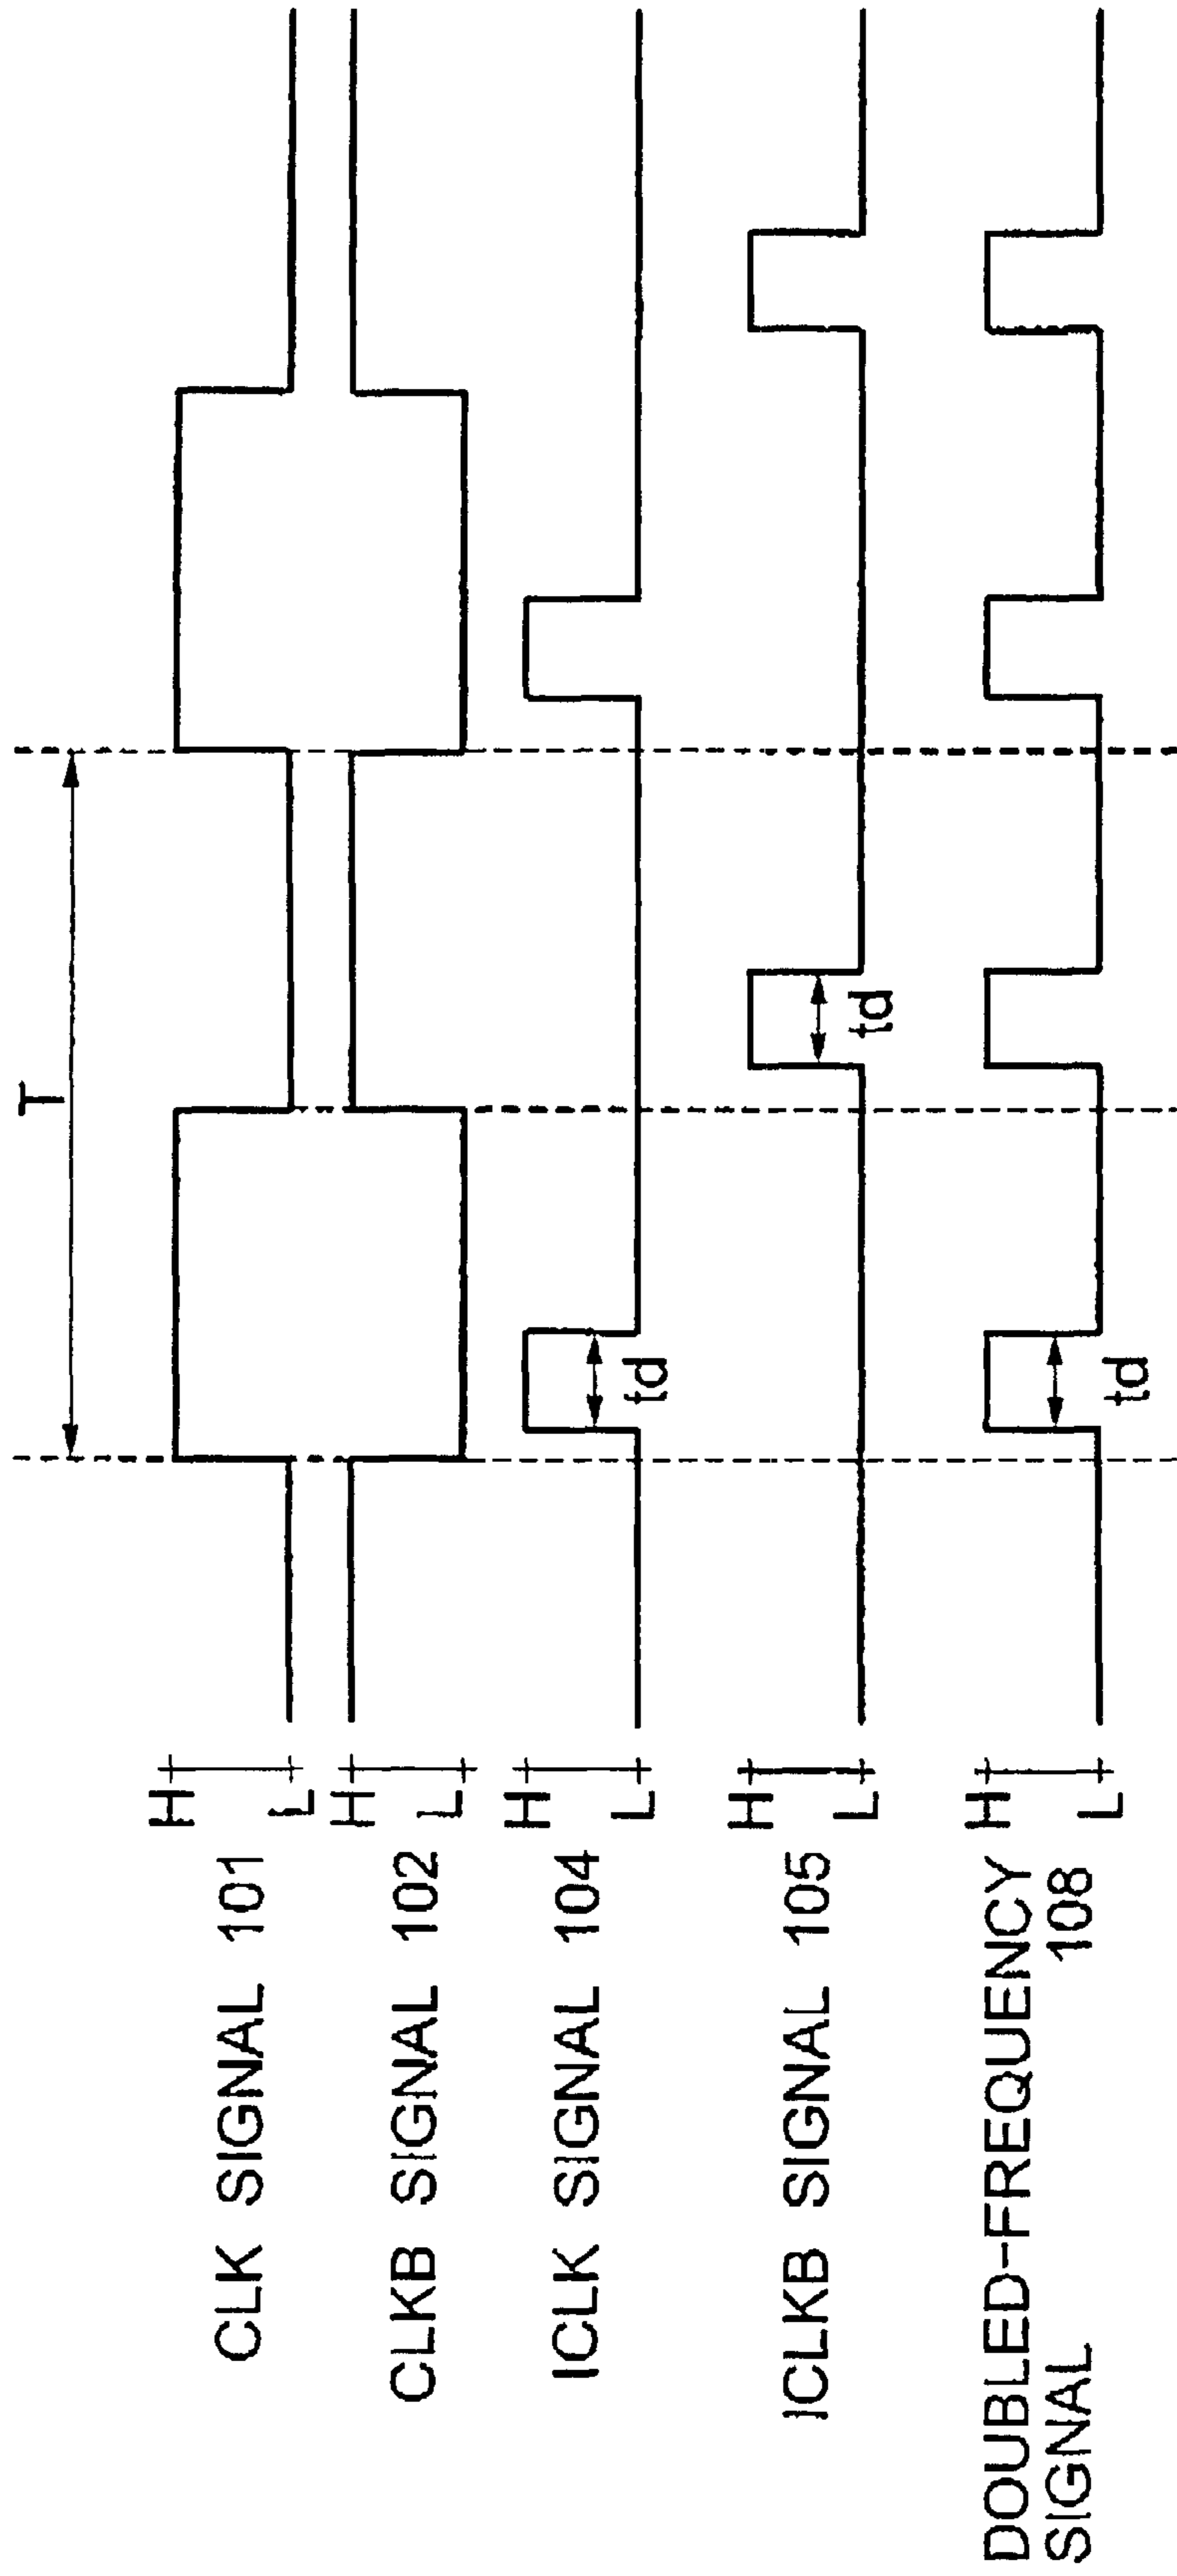 T
CLK SIGNAL 101
H
L
CLKB SIGNAL 102
H
L
ICLK SIGNAL 104
H
L
td
ICLKB SIGNAL 105
H
L
td
DOUBLED-FREQUENCY
SIGNAL 108
H
L
td